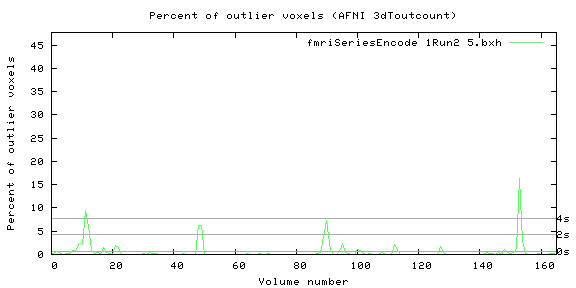 Percent of outlier voxels (AFNI 3dToutcount)
fmriSeriesEncode 1Run2 5.bxh
Percent of outlier voxels
45
40
35
30
25
20
15
10
5
0
4s
2s
0s
0 20 40 60 80 100 120 140 160
Volume number